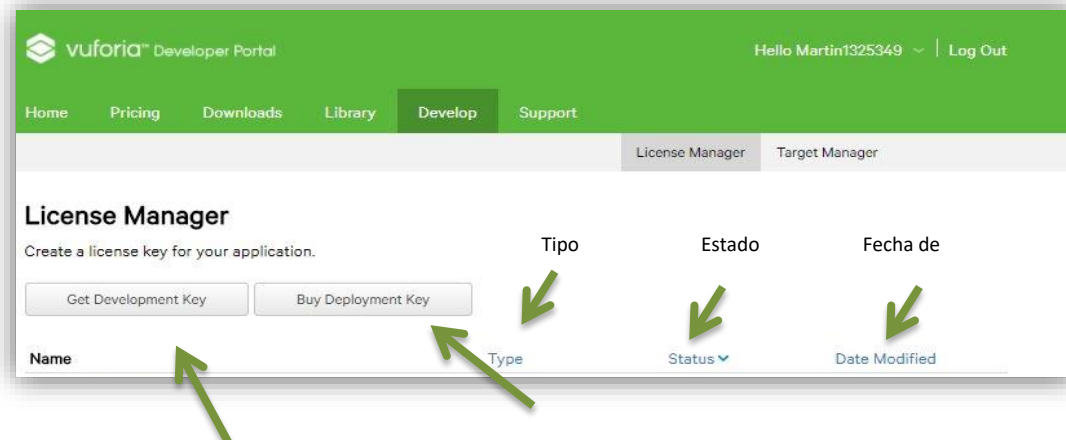 vuforia™ Developer Portal
Hello Martin1325349 | Log Out
Home Pricing Downloads Library Develop Support
License Manager Target Manager
License Manager
Create a license key for your application.
Tipo Estado Fecha de
Get Development Key Buy Deployment Key
Name Type Status Date Modified